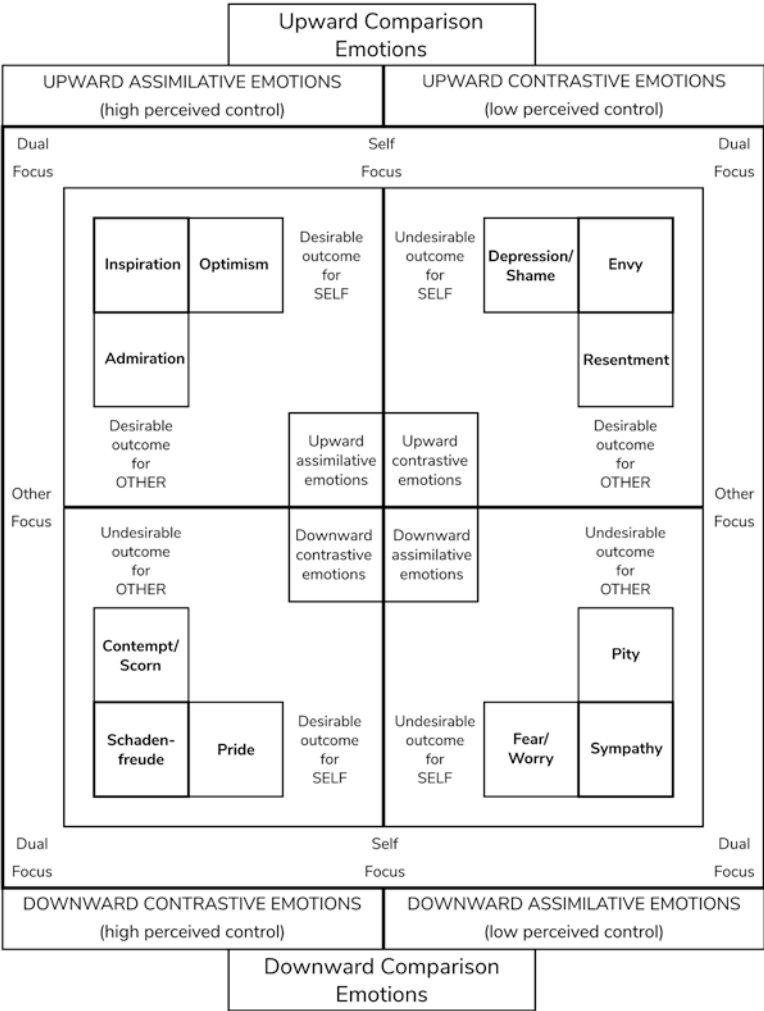 Upward Comparison
Emotions
UPWARD ASSIMILATIVE EMOTIONS
(high perceived control)
UPWARD CONTRASTIVE EMOTIONS
(low perceived control)
Dual
Focus
Self
Focus
Dual
Focus
Inspiration
Optimism
Desirable
outcome
for
SELF
Undesirable
outcome
for
SELF
Depression/
Shame
Envy
Admiration
Resentment
Desirable
outcome
for
OTHER
Upward
assimilative
emotions
Upward
contrastive
emotions
Desirable
outcome
for
OTHER
Other
Focus
Other
Focus
Undesirable
outcome
for
OTHER
Downward
contrastive
emotions
Downward
assimilative
emotions
Undesirable
outcome
for
OTHER
Contempt/
Scorn
Pity
Schaden-
freude
Pride
Desirable
outcome
for
SELF
Undesirable
outcome
for
SELF
Fear/
Worry
Sympathy
Dual
Focus
Self
Focus
Dual
Focus
DOWNWARD CONTRASTIVE EMOTIONS
(high perceived control)
DOWNWARD ASSIMILATIVE EMOTIONS
(low perceived control)
Downward Comparison
Emotions